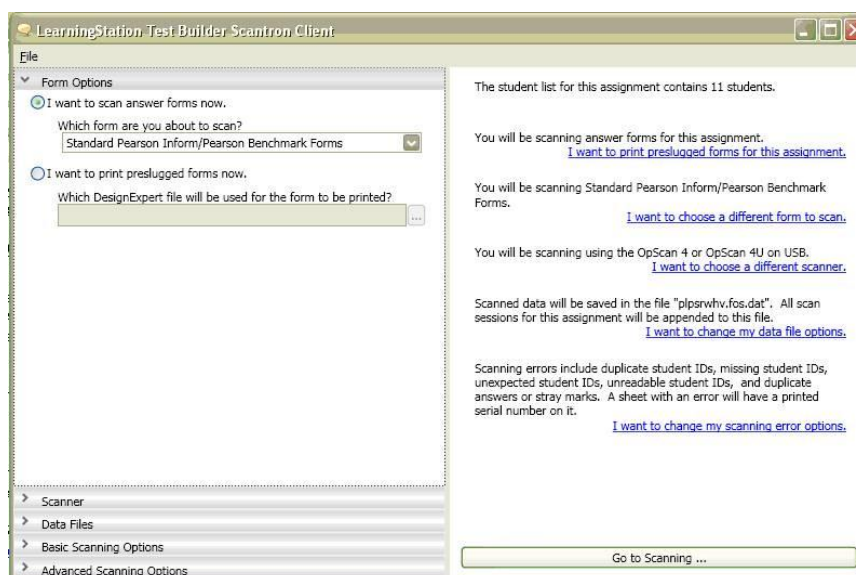 LearningStation Test Builder Scantron Client
File
Form Options
I want to scan answer forms now.
Which form are you about to scan?
Standard Pearson Inform/Pearson Benchmark Forms
I want to print preslugged forms now.
Which DesignExpert file will be used for the form to be printed?
...
Scanner
Data Files
Basic Scanning Options
Advanced Scanning Options
The student list for this assignment contains 11 students.
You will be scanning answer forms for this assignment.
I want to print preslugged forms for this assignment.
You will be scanning Standard Pearson Inform/Pearson Benchmark
Forms.
I want to choose a different form to scan.
You will be scanning using the OpScan 4 or OpScan 4U on USB.
I want to choose a different scanner.
Scanned data will be saved in the file "plpsrwhv.fos.dat". All scan
sessions for this assignment will be appended to this file.
I want to change my data file options.
Scanning errors include duplicate student IDs, missing student IDs,
unexpected student IDs, unreadable student IDs, and duplicate
answers or stray marks. A sheet with an error will have a printed
serial number on it.
I want to change my scanning error options.
Go to Scanning ...